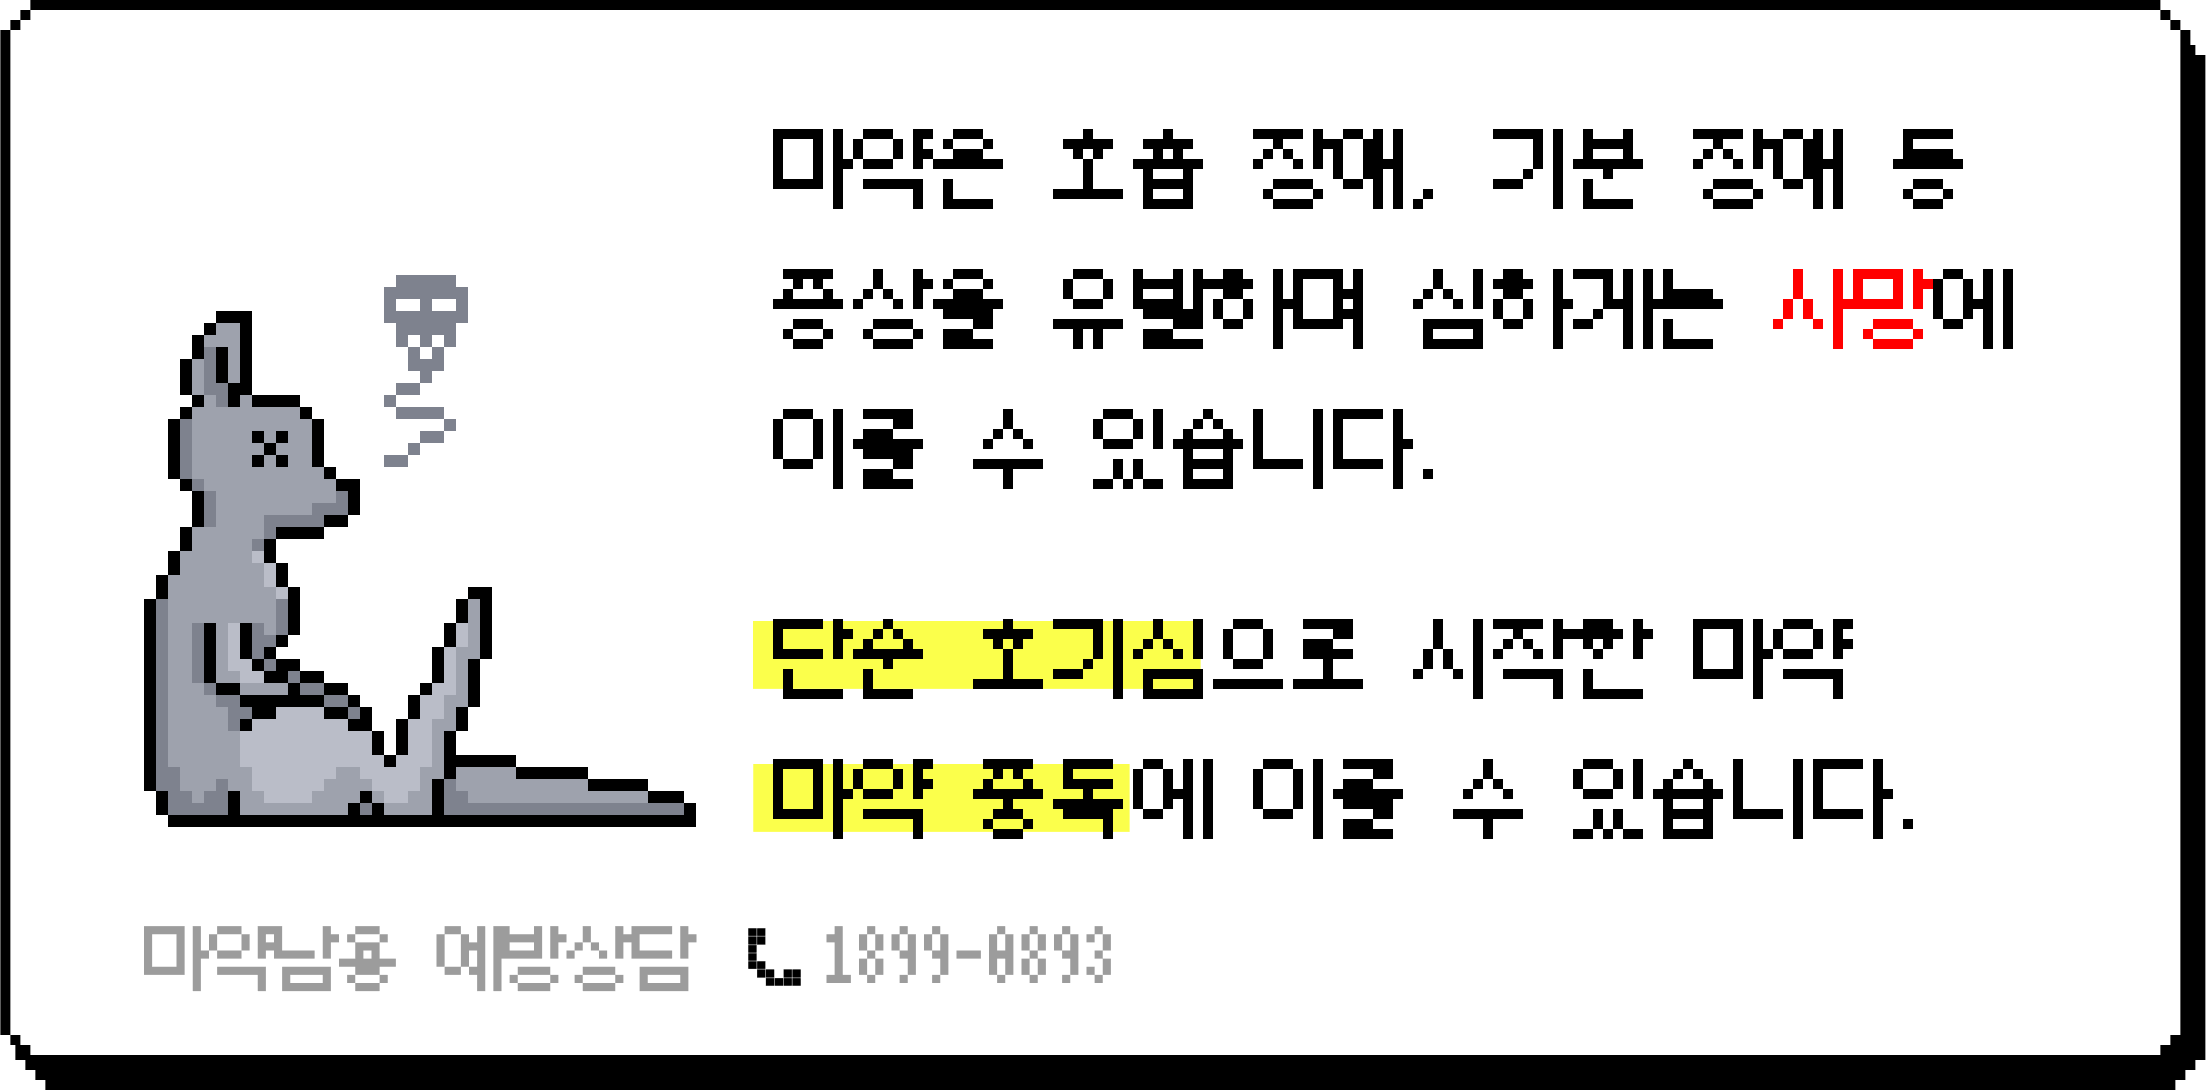 마약은 호흡 장애, 기분 장애 등
증상을 유발하며 심하게는 사망에
이를 수 있습니다.
단순 호기심으로 시작한 마약
마약 중독에 이를 수 있습니다.
마약남용 예방상담 1899-0893